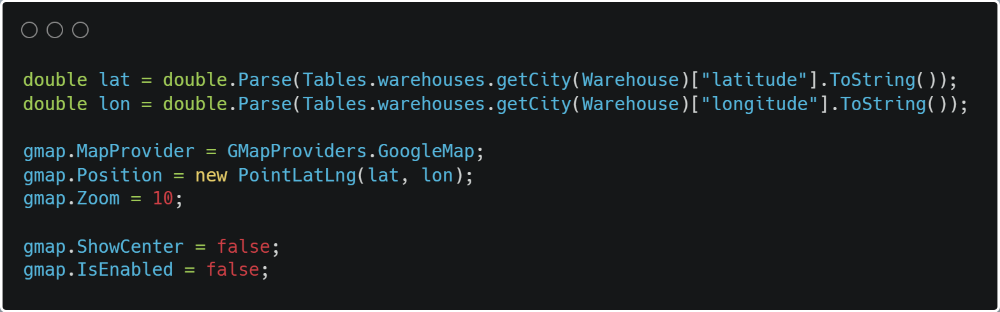 double lat = double.Parse(Tables.warehouses.getCity(Warehouse)["latitude"].ToString());
double lon = double.Parse(Tables.warehouses.getCity(Warehouse)["longitude"].ToString());
gmap.MapProvider = GMapProviders.GoogleMap;
gmap.Position = new PointLatLng(lat, lon);
gmap.Zoom = 10;
gmap.ShowCenter = false;
gmap.IsEnabled = false;